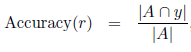 Accuracy(r) = |A ∩ y| / |A|